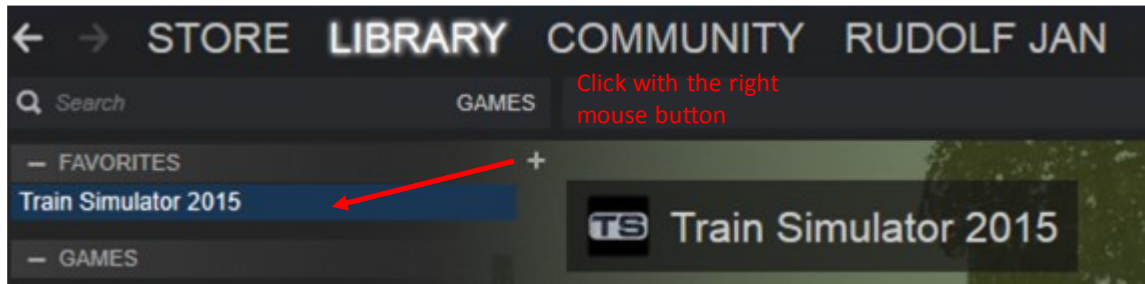 STORE LIBRARY COMMUNITY RUDOLF JAN
Search GAMES
Click with the right
mouse button
— FAVORITES +
Train Simulator 2015
— GAMES
TS Train Simulator 2015